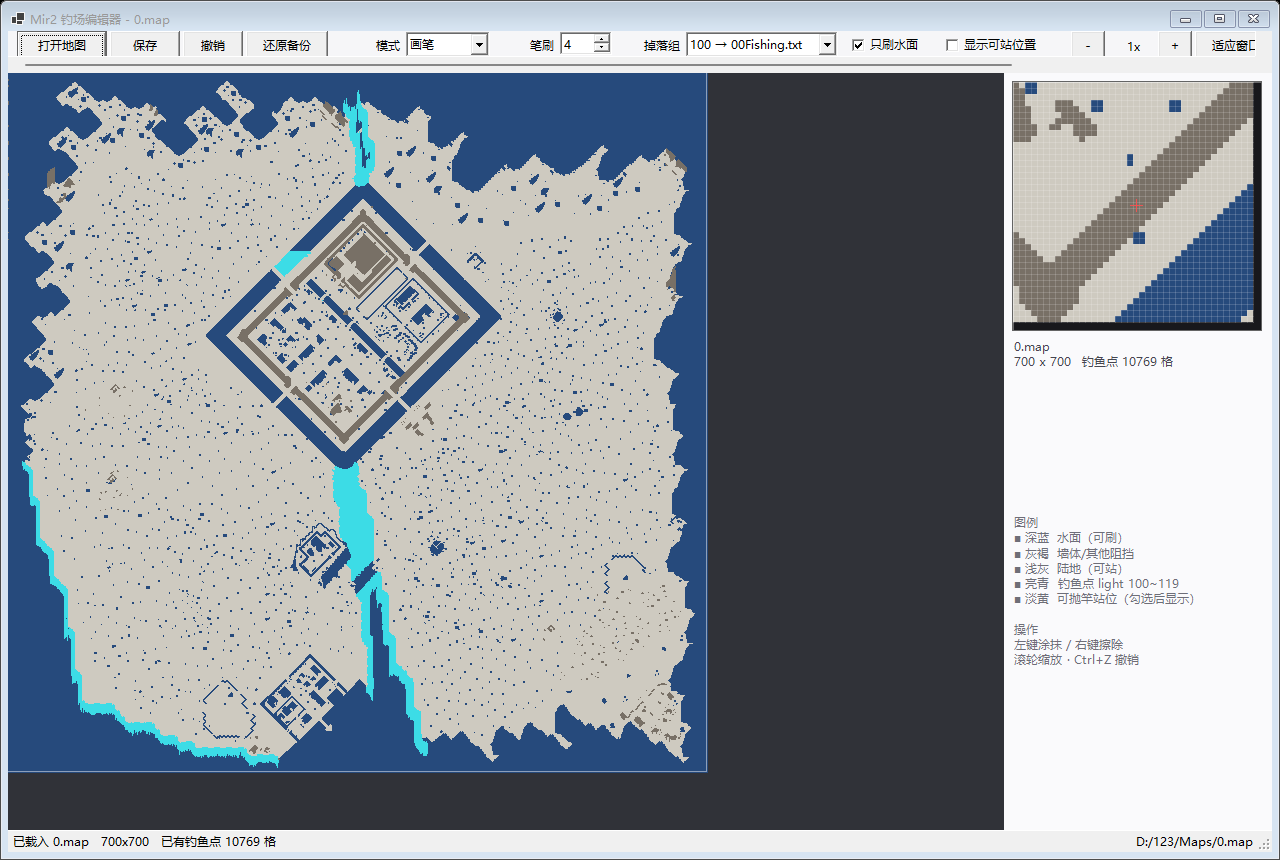 Mir2 钓场编辑器 - 0.map
打开地图 保存 撤销 还原备份 模式 画笔 笔刷 4 掉落组 100 → 00Fishing.txt 只刷水面 显示可站位置 - 1x + 适应窗口
0.map
700 x 700 钓鱼点 10769 格
图例
■ 深蓝 水面（可刷）
■ 灰褐 墙体/其他阻挡
■ 浅灰 陆地（可站）
■ 亮青 钓鱼点 light 100~119
■ 淡黄 可抛竿站位（勾选后显示）
操作
左键涂抹 / 右键擦除
滚轮缩放 · Ctrl+Z 撤销
已载入 0.map 700x700 已有钓鱼点 10769 格 D:/123/Maps/0.map